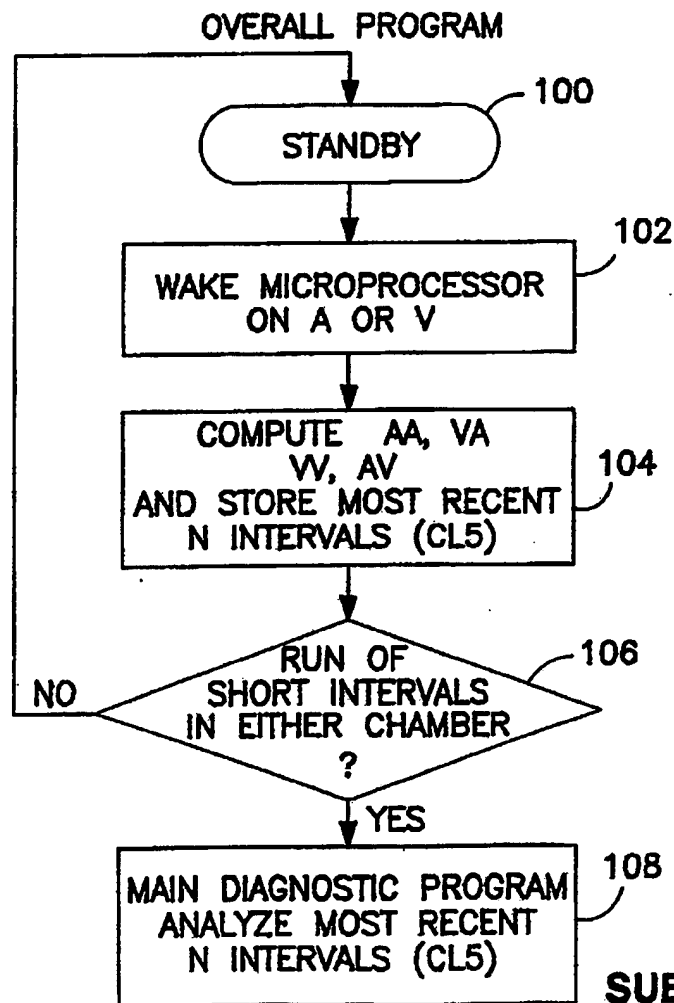 OVERALL PROGRAM
100
STANDBY
102
WAKE MICROPROCESSOR
ON A OR V
COMPUTE AA, VA
VV, AV
AND STORE MOST RECENT
N INTERVALS (CL5)
104
RUN OF
SHORT INTERVALS
IN EITHER CHAMBER
?
106
NO
YES
MAIN DIAGNOSTIC PROGRAM
ANALYZE MOST RECENT
N INTERVALS (CL5)
108
SUB